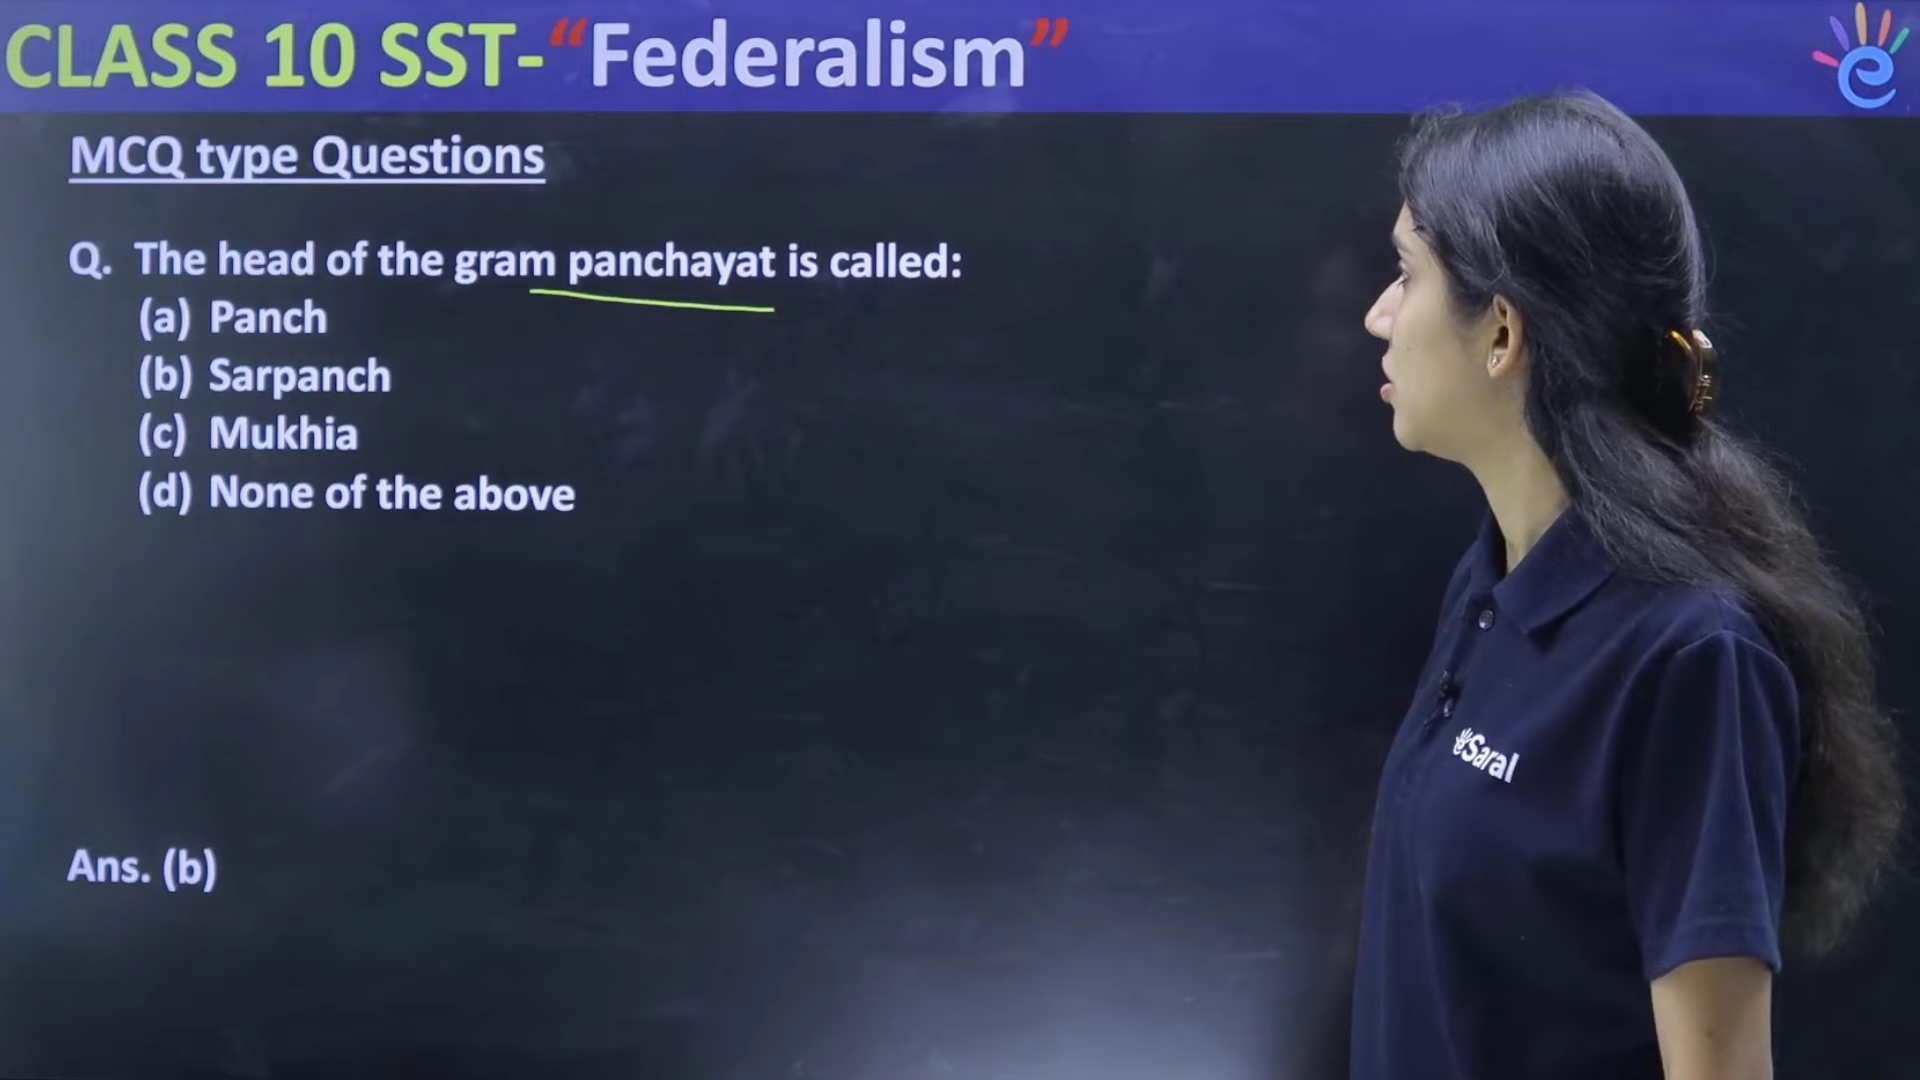 CLASS 10 SST-“Federalism”
MCQ type Questions
Q. The head of the gram panchayat is called:
(a) Panch
(b) Sarpanch
(c) Mukhia
(d) None of the above
eSaral
Ans. (b)